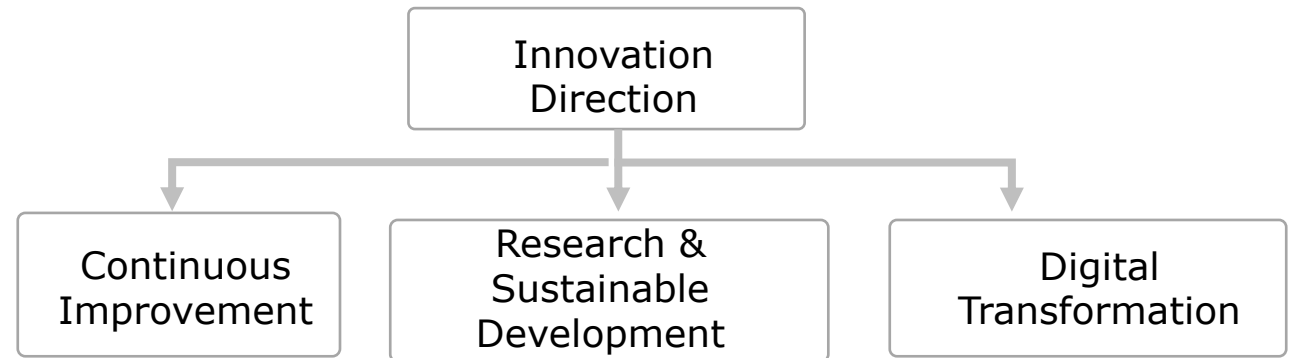 Innovation
Direction
Continuous
Improvement
Research &
Sustainable
Development
Digital
Transformation